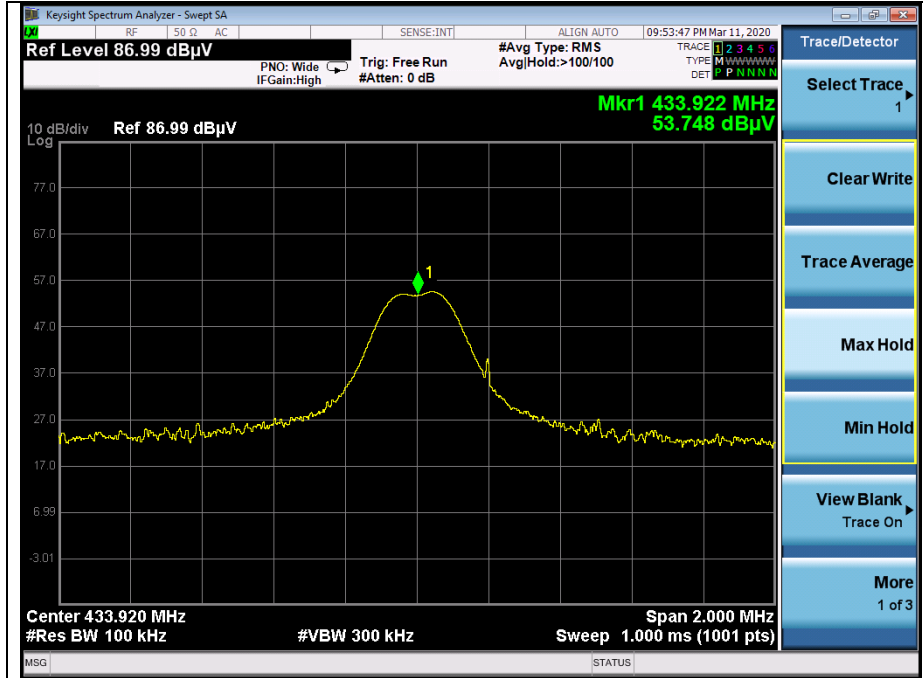 Keysight Spectrum Analyzer - Swept SA
LXI RF 50 Ω AC SENSE:INT ALIGN AUTO 09:53:47 PM Mar 11, 2020
Ref Level 86.99 dBµV
PNO: Wide
IFGain:High
Trig: Free Run
#Atten: 0 dB
#Avg Type: RMS
Avg|Hold:>100/100
TRACE 1 2 3 4 5 6
TYPE M WWWWW
DET P P N N N N
Mkr1 433.922 MHz
53.748 dBµV
10 dB/div Ref 86.99 dBµV
Log
77.0
67.0
57.0
47.0
37.0
27.0
17.0
6.99
-3.01
1
Center 433.920 MHz Span 2.000 MHz
#Res BW 100 kHz #VBW 300 kHz Sweep 1.000 ms (1001 pts)
MSG STATUS
Trace/Detector
Select Trace
1
Clear Write
Trace Average
Max Hold
Min Hold
View Blank
Trace On
More
1 of 3